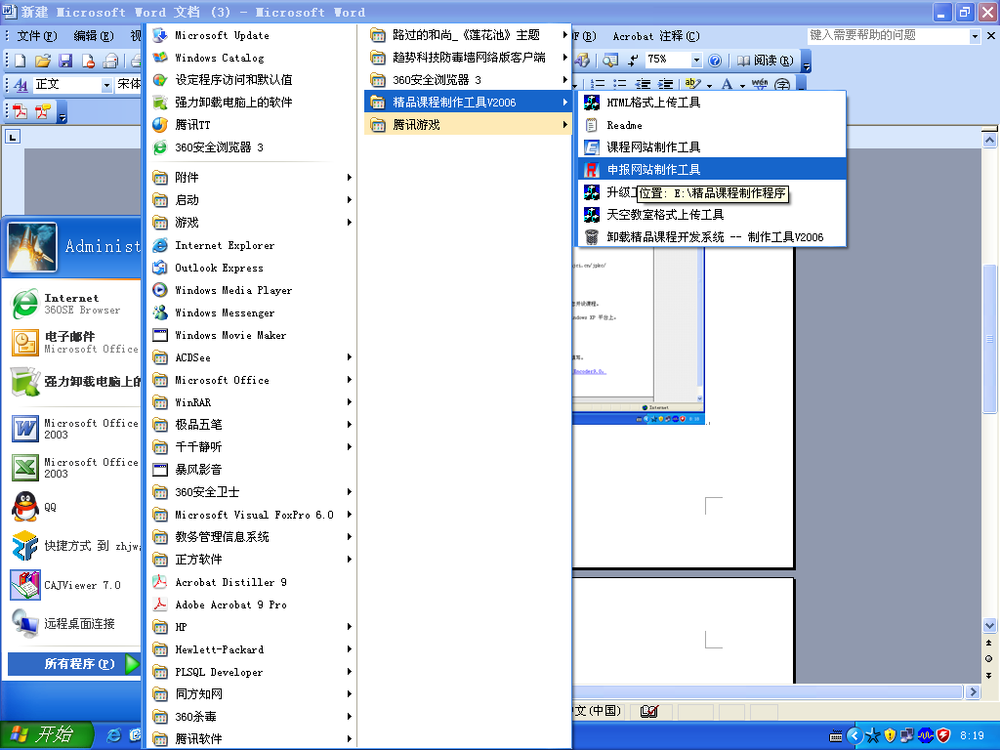 新建 Microsoft Word 文档 (3) - Microsoft Word
文件(F) 编辑(E) 视
Acrobat 注释(C)
键入需要帮助的问题
75%
阅读(R)
正文
宋体
Microsoft Update
Windows Catalog
设定程序访问和默认值
强力卸载电脑上的软件
腾讯TT
360安全浏览器 3
附件
启动
游戏
Internet Explorer
Outlook Express
Windows Media Player
Windows Messenger
Windows Movie Maker
ACDSee
Microsoft Office
WinRAR
极品五笔
千千静听
暴风影音
360安全卫士
Microsoft Visual FoxPro 6.0
教务管理信息系统
正方软件
Acrobat Distiller 9
Adobe Acrobat 9 Pro
HP
Hewlett-Packard
PLSQL Developer
同方知网
360杀毒
腾讯软件
路过的和尚_《莲花池》主题
趋势科技防毒墙网络版客户端
360安全浏览器 3
精品课程制作工具V2006
腾讯游戏
HTML格式上传工具
Readme
课程网站制作工具
申报网站制作工具
升级工
位置: E:\精品课程制作程序
天空教室格式上传工具
卸载精品课程开发系统 -- 制作工具V2006
Administ
Internet
360SE Browser
电子邮件
Microsoft Office
强力卸载电脑上的
Microsoft Office
2003
Microsoft Office
2003
QQ
快捷方式 到 zhjw
CAJViewer 7.0
远程桌面连接
所有程序(P)
Windows XP 平台上。
Encoder9.0。
Internet
中文(中国)
开始
8:19